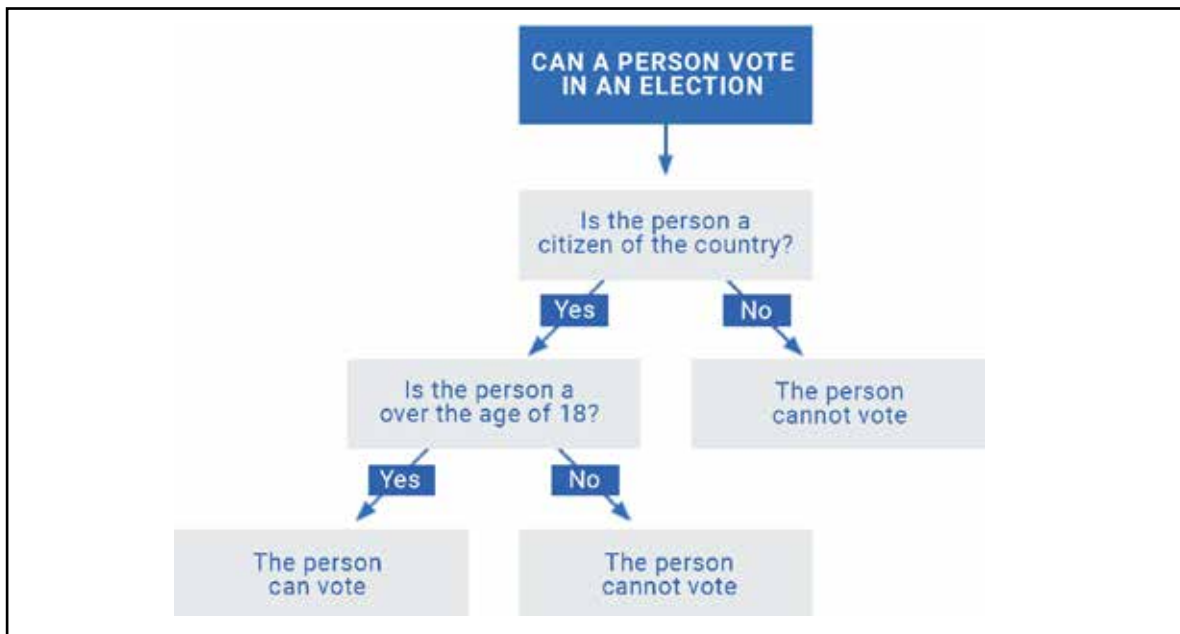 CAN A PERSON VOTE
IN AN ELECTION
Is the person a
citizen of the country?
Yes
No
Is the person a
over the age of 18?
The person
cannot vote
Yes
No
The person
can vote
The person
cannot vote